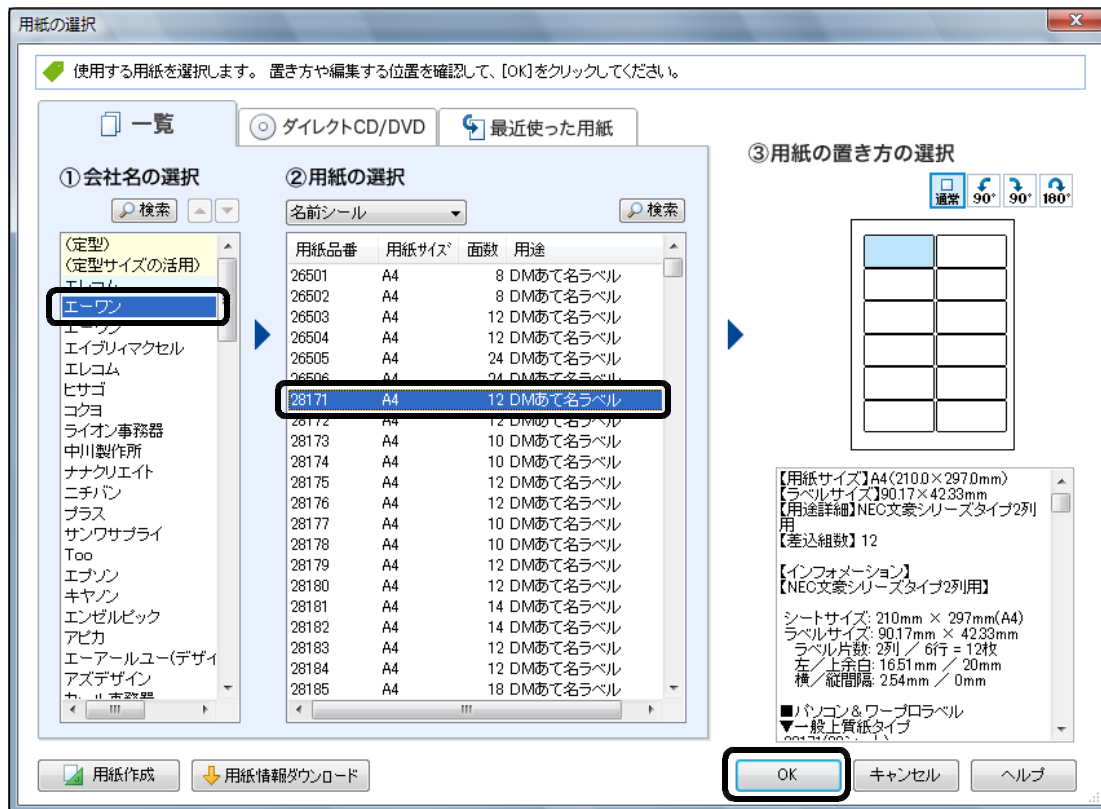 用紙の選択
使用する用紙を選択します。 置き方や編集する位置を確認して、[OK]をクリックしてください。
一覧
ダイレクトCD/DVD
最近使った用紙
①会社名の選択
検索
(定型)
(定型サイズの活用)
エレコム
エーワン
エーワン
エイブリィマクセル
エレコム
ヒサゴ
コクヨ
ライオン事務器
中川製作所
ナナクリエイト
ニチバン
プラス
サンワサプライ
Too
エプソン
キヤノン
エンゼルピック
アピカ
エーアールユー(デザイ
アズデザイン
②用紙の選択
名前シール
検索
用紙品番 用紙サイズ 面数 用途
26501 A4 8 DMあて名ラベル
26502 A4 8 DMあて名ラベル
26503 A4 12 DMあて名ラベル
26504 A4 12 DMあて名ラベル
26505 A4 24 DMあて名ラベル
26506 A4 24 DMあて名ラベル
28171 A4 12 DMあて名ラベル
28172 A4 12 DMあて名ラベル
28173 A4 10 DMあて名ラベル
28174 A4 10 DMあて名ラベル
28175 A4 12 DMあて名ラベル
28176 A4 12 DMあて名ラベル
28177 A4 10 DMあて名ラベル
28178 A4 10 DMあて名ラベル
28179 A4 12 DMあて名ラベル
28180 A4 12 DMあて名ラベル
28181 A4 14 DMあて名ラベル
28182 A4 14 DMあて名ラベル
28183 A4 12 DMあて名ラベル
28184 A4 12 DMあて名ラベル
28185 A4 18 DMあて名ラベル
③用紙の置き方の選択
通常 90° 90° 180°
【用紙サイズ】A4(210.0×297.0mm)
【ラベルサイズ】90.17×42.33mm
【用途詳細】NEC文豪シリーズタイプ2列
用
【差込組数】12
【インフォメーション】
【NEC文豪シリーズタイプ2列用】
シートサイズ: 210mm × 297mm(A4)
ラベルサイズ: 90.17mm × 42.33mm
ラベル片数: 2列 ／ 6行 = 12枚
左／上余白: 16.51mm ／ 20mm
横／縦間隔: 2.54mm ／ 0mm
■パソコン＆ワープロラベル
▼一般上質紙タイプ
用紙作成
用紙情報ダウンロード
OK
キャンセル
ヘルプ